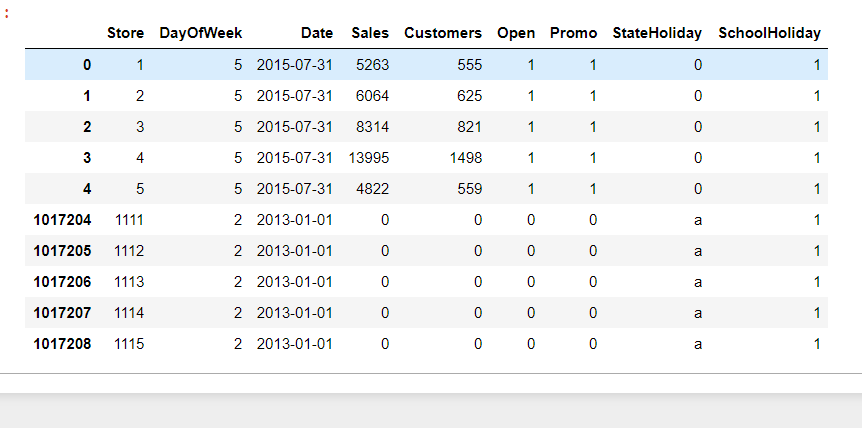 :
Store DayOfWeek Date Sales Customers Open Promo StateHoliday SchoolHoliday
0 1 5 2015-07-31 5263 555 1 1 0 1
1 2 5 2015-07-31 6064 625 1 1 0 1
2 3 5 2015-07-31 8314 821 1 1 0 1
3 4 5 2015-07-31 13995 1498 1 1 0 1
4 5 5 2015-07-31 4822 559 1 1 0 1
1017204 1111 2 2013-01-01 0 0 0 0 a 1
1017205 1112 2 2013-01-01 0 0 0 0 a 1
1017206 1113 2 2013-01-01 0 0 0 0 a 1
1017207 1114 2 2013-01-01 0 0 0 0 a 1
1017208 1115 2 2013-01-01 0 0 0 0 a 1